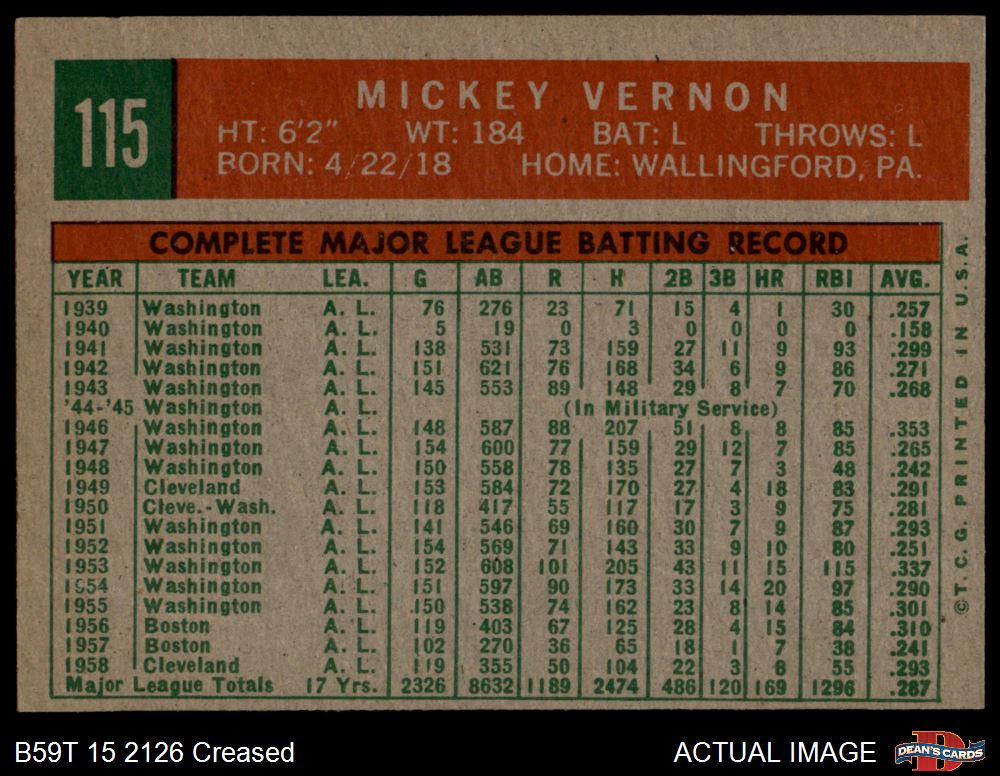 115
MICKEY VERNON
HT: 6'2" WT: 184 BAT: L THROWS: L
BORN: 4/22/18 HOME: WALLINGFORD, PA.
COMPLETE MAJOR LEAGUE BATTING RECORD
YEAR TEAM LEA. G AB R H 2B 3B HR RBI AVG.
1939 Washington A. L. 76 276 23 71 15 4 1 30 .257
1940 Washington A. L. 5 19 0 3 0 0 0 0 .158
1941 Washington A. L. 138 531 73 159 27 11 9 93 .299
1942 Washington A. L. 151 621 76 168 34 6 9 86 .271
1943 Washington A. L. 145 553 89 148 29 8 7 70 .268
'44-'45 Washington A. L. (In Military Service)
1946 Washington A. L. 148 587 88 207 51 8 8 85 .353
1947 Washington A. L. 154 600 77 159 29 12 7 85 .265
1948 Washington A. L. 150 558 78 135 27 7 3 48 .242
1949 Cleveland A. L. 153 584 72 170 27 4 18 83 .291
1950 Cleve.-Wash. A. L. 118 417 55 117 17 3 9 75 .281
1951 Washington A. L. 141 546 69 160 30 7 9 87 .293
1952 Washington A. L. 154 569 71 143 33 9 10 80 .251
1953 Washington A. L. 152 608 101 205 43 11 15 115 .337
1954 Washington A. L. 151 597 90 173 33 14 20 97 .290
1955 Washington A. L. 150 538 74 162 23 8 14 85 .301
1956 Boston A. L. 119 403 67 125 28 4 15 84 .310
1957 Boston A. L. 102 270 36 65 18 1 7 38 .241
1958 Cleveland A. L. 119 355 50 104 22 3 8 55 .293
Major League Totals 17 Yrs. 2326 8632 1189 2474 486 120 169 1296 .287
© T. C. G. PRINTED IN U.S.A.
B59T 15 2126 Creased
ACTUAL IMAGE
DEAN'S CARDS